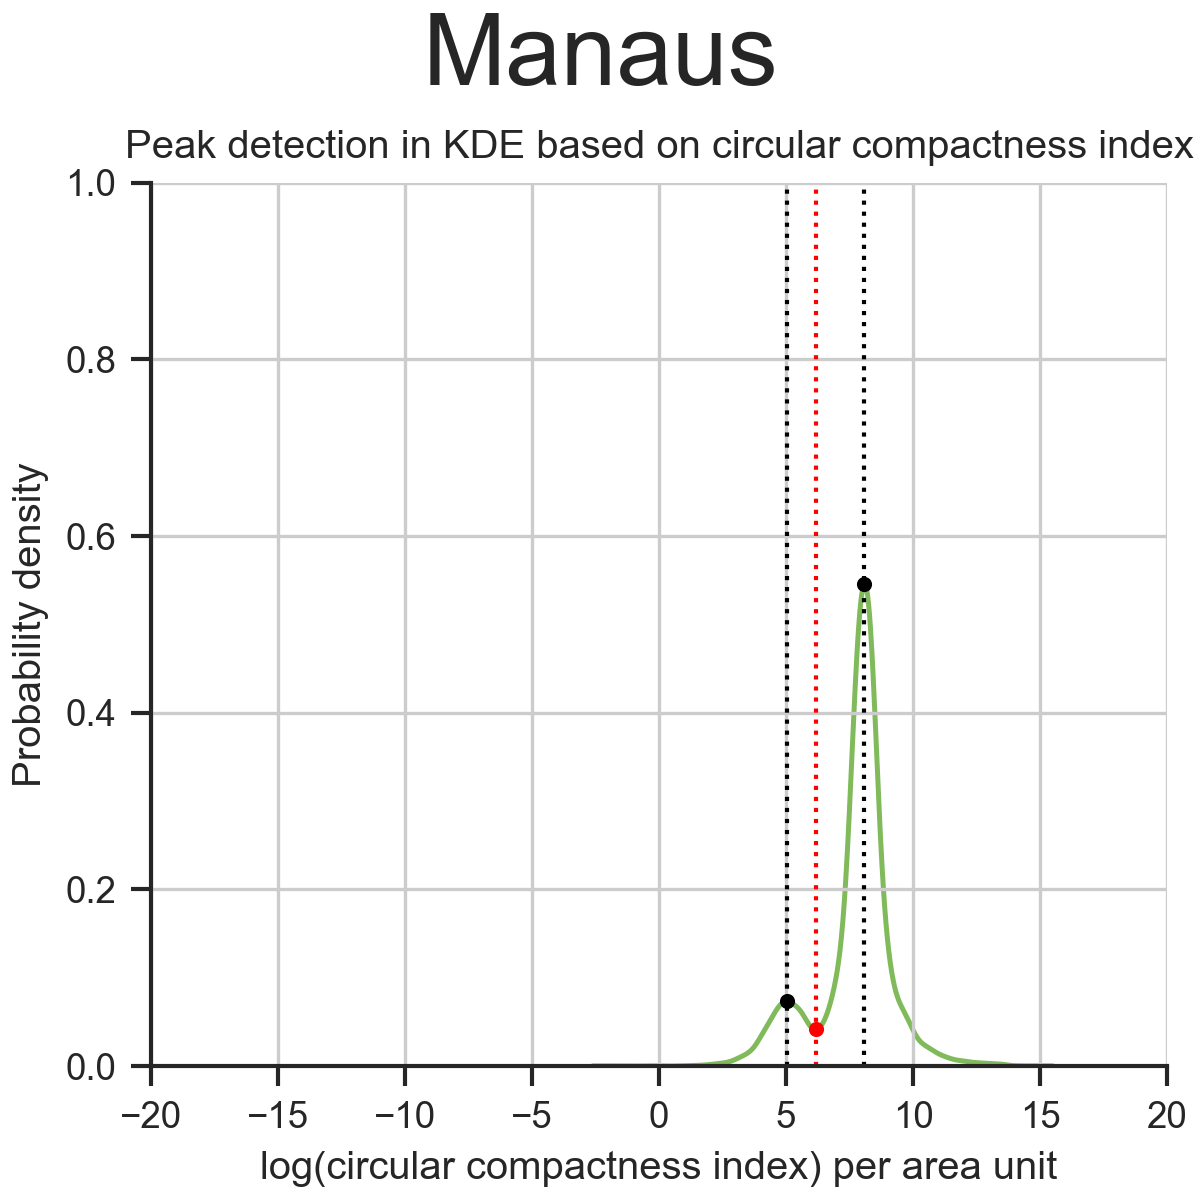 Manaus
Peak detection in KDE based on circular compactness index
1.0
0.8
0.6
0.4
0.2
0.0
Probability density
−20 −15 −10 −5 0 5 10 15 20
log(circular compactness index) per area unit